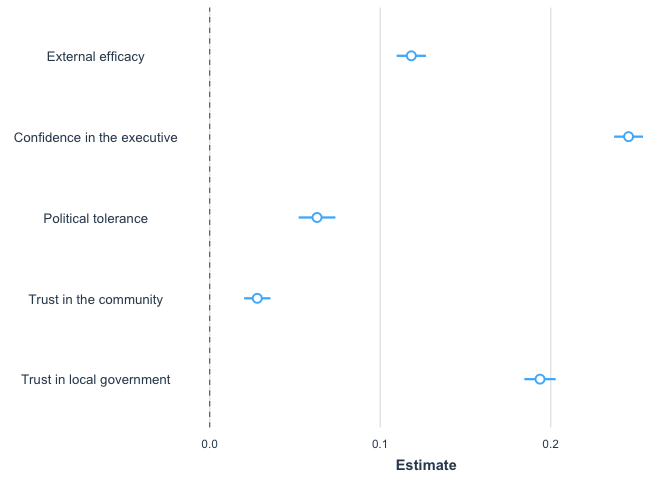 External efficacy
Confidence in the executive
Political tolerance
Trust in the community
Trust in local government
0.0 0.1 0.2
Estimate